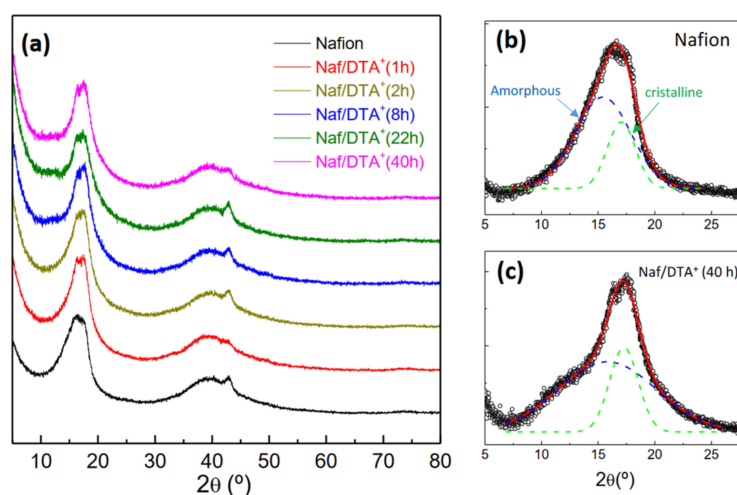 (a)
Nafion
Naf/DTA⁺(1h)
Naf/DTA⁺(2h)
Naf/DTA⁺(8h)
Naf/DTA⁺(22h)
Naf/DTA⁺(40h)
10 20 30 40 50 60 70 80
2θ (º)
(b) Nafion
Amorphous
cristalline
5 10 15 20 25
(c) Naf/DTA⁺ (40 h)
5 10 15 20 25
2θ(º)